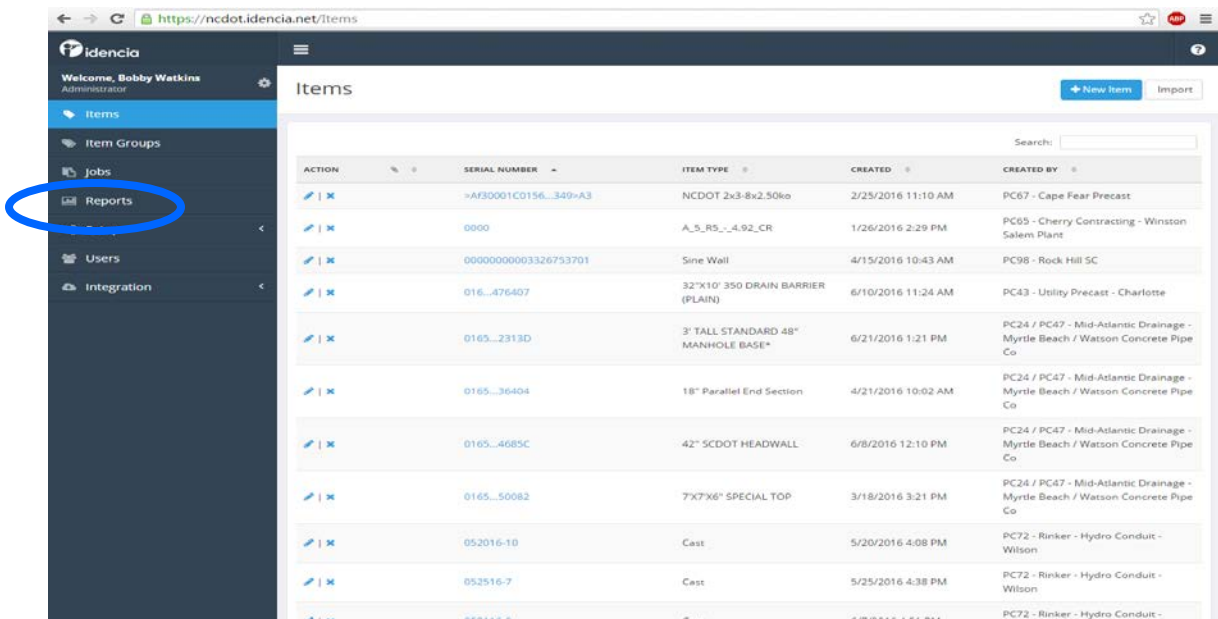 https://ncdot.idencia.net/Items
ABP
idencia
Welcome, Bobby Watkins
Administrator
Items
Item Groups
Jobs
Reports
Users
Integration
Items
+ New Item
Import
Search:
ACTION SERIAL NUMBER ITEM TYPE CREATED CREATED BY
| >Af30001C0156...349>A3 NCDOT 2x3-8x2.50ko 2/25/2016 11:10 AM PC67 - Cape Fear Precast
| 0000 A_5_R5_-_4.92_CR 1/26/2016 2:29 PM PC65 - Cherry Contracting - Winston
Salem Plant
| 00000000003326753701 Sine Wall 4/15/2016 10:43 AM PC98 - Rock Hill SC
| 016...476407 32"X10' 350 DRAIN BARRIER
(PLAIN) 6/10/2016 11:24 AM PC43 - Utility Precast - Charlotte
| 0165...2313D 3' TALL STANDARD 48"
MANHOLE BASE* 6/21/2016 1:21 PM PC24 / PC47 - Mid-Atlantic Drainage -
Myrtle Beach / Watson Concrete Pipe
Co
| 0165...36404 18" Parallel End Section 4/21/2016 10:02 AM PC24 / PC47 - Mid-Atlantic Drainage -
Myrtle Beach / Watson Concrete Pipe
Co
| 0165...4685C 42" SCDOT HEADWALL 6/8/2016 12:10 PM PC24 / PC47 - Mid-Atlantic Drainage -
Myrtle Beach / Watson Concrete Pipe
Co
| 0165...50082 7'X7'X6" SPECIAL TOP 3/18/2016 3:21 PM PC24 / PC47 - Mid-Atlantic Drainage -
Myrtle Beach / Watson Concrete Pipe
Co
| 052016-10 Cast 5/20/2016 4:08 PM PC72 - Rinker - Hydro Conduit -
Wilson
| 052516-7 Cast 5/25/2016 4:38 PM PC72 - Rinker - Hydro Conduit -
Wilson
PC72 - Rinker - Hydro Conduit -